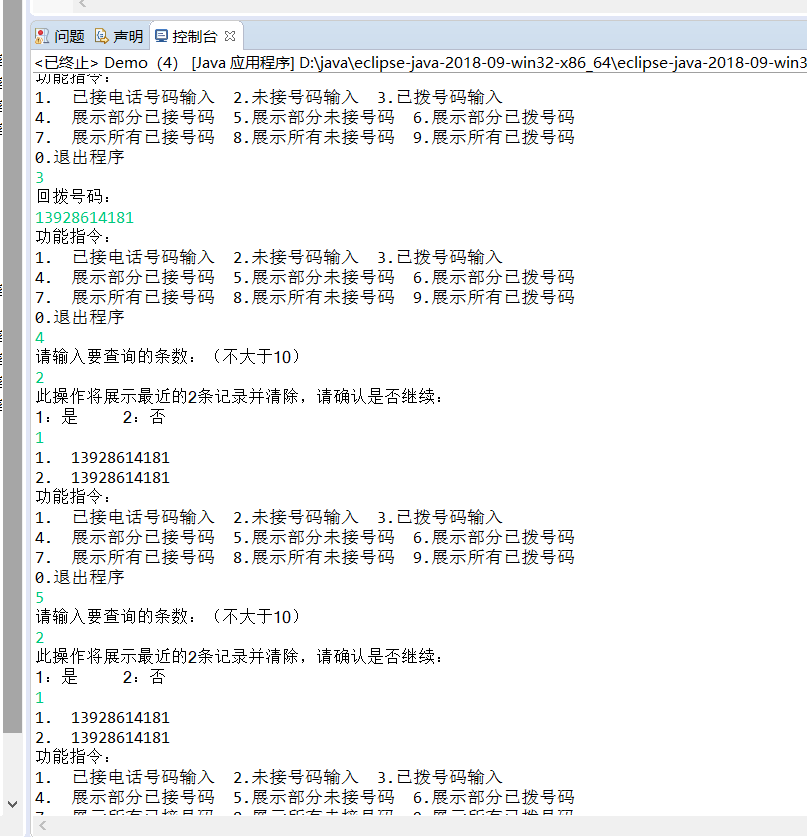 问题 声明 控制台
<已终止> Demo （4） [Java 应用程序] D:\java\eclipse-java-2018-09-win32-x86_64\eclipse-java-2018-09-win3
功能指令：
1. 已接电话号码输入 2.未接号码输入 3.已拨号码输入
4. 展示部分已接号码 5.展示部分未接号码 6.展示部分已拨号码
7. 展示所有已接号码 8.展示所有未接号码 9.展示所有已拨号码
0.退出程序
3
回拨号码：
13928614181
功能指令：
1. 已接电话号码输入 2.未接号码输入 3.已拨号码输入
4. 展示部分已接号码 5.展示部分未接号码 6.展示部分已拨号码
7. 展示所有已接号码 8.展示所有未接号码 9.展示所有已拨号码
0.退出程序
4
请输入要查询的条数：（不大于10）
2
此操作将展示最近的2条记录并清除，请确认是否继续：
1：是 2：否
1
1. 13928614181
2. 13928614181
功能指令：
1. 已接电话号码输入 2.未接号码输入 3.已拨号码输入
4. 展示部分已接号码 5.展示部分未接号码 6.展示部分已拨号码
7. 展示所有已接号码 8.展示所有未接号码 9.展示所有已拨号码
0.退出程序
5
请输入要查询的条数：（不大于10）
2
此操作将展示最近的2条记录并清除，请确认是否继续：
1：是 2：否
1
1. 13928614181
2. 13928614181
功能指令：
1. 已接电话号码输入 2.未接号码输入 3.已拨号码输入
4. 展示部分已接号码 5.展示部分未接号码 6.展示部分已拨号码